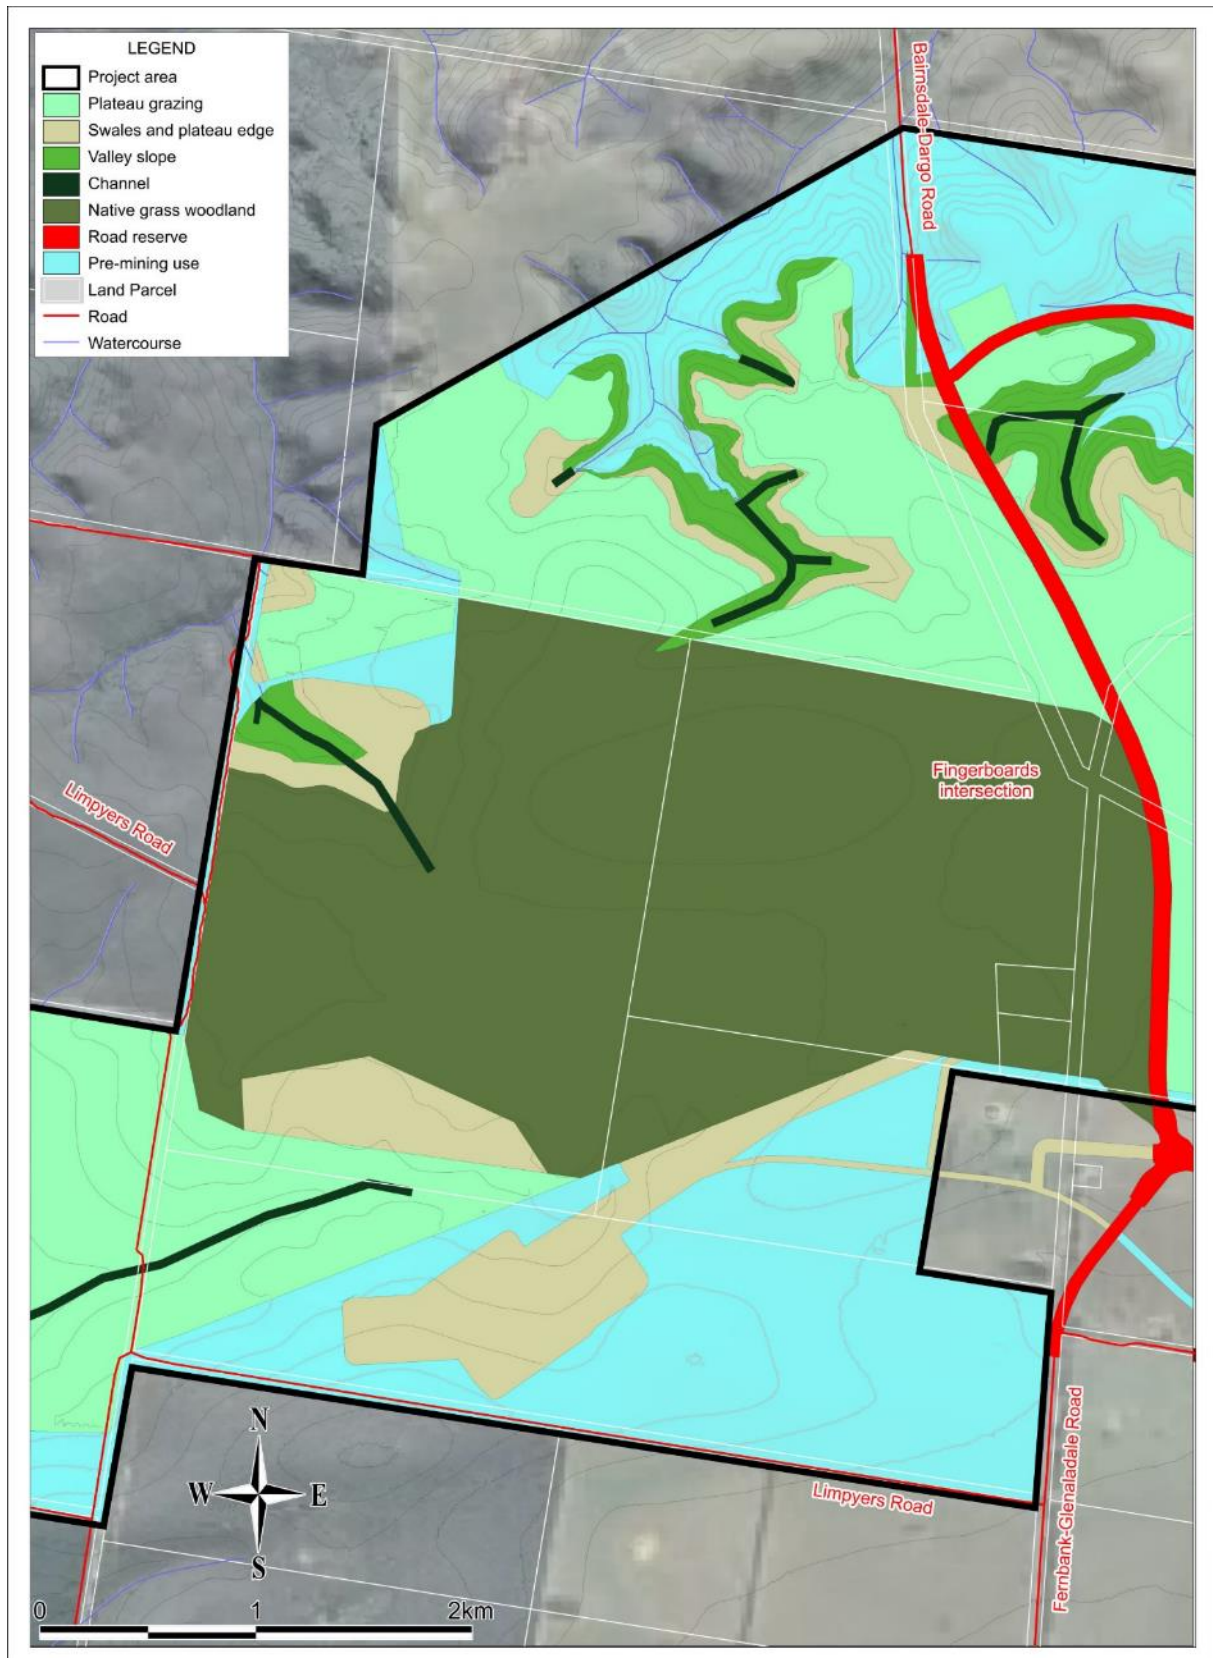 LEGEND
Project area
Plateau grazing
Swales and plateau edge
Valley slope
Channel
Native grass woodland
Road reserve
Pre-mining use
Land Parcel
Road
Watercourse
Bairnsdale-Dargo Road
Fingerboards
intersection
Limpyers Road
Limpyers Road
Fernbank-Glenaladale Road
N
W E
S
0 1 2km